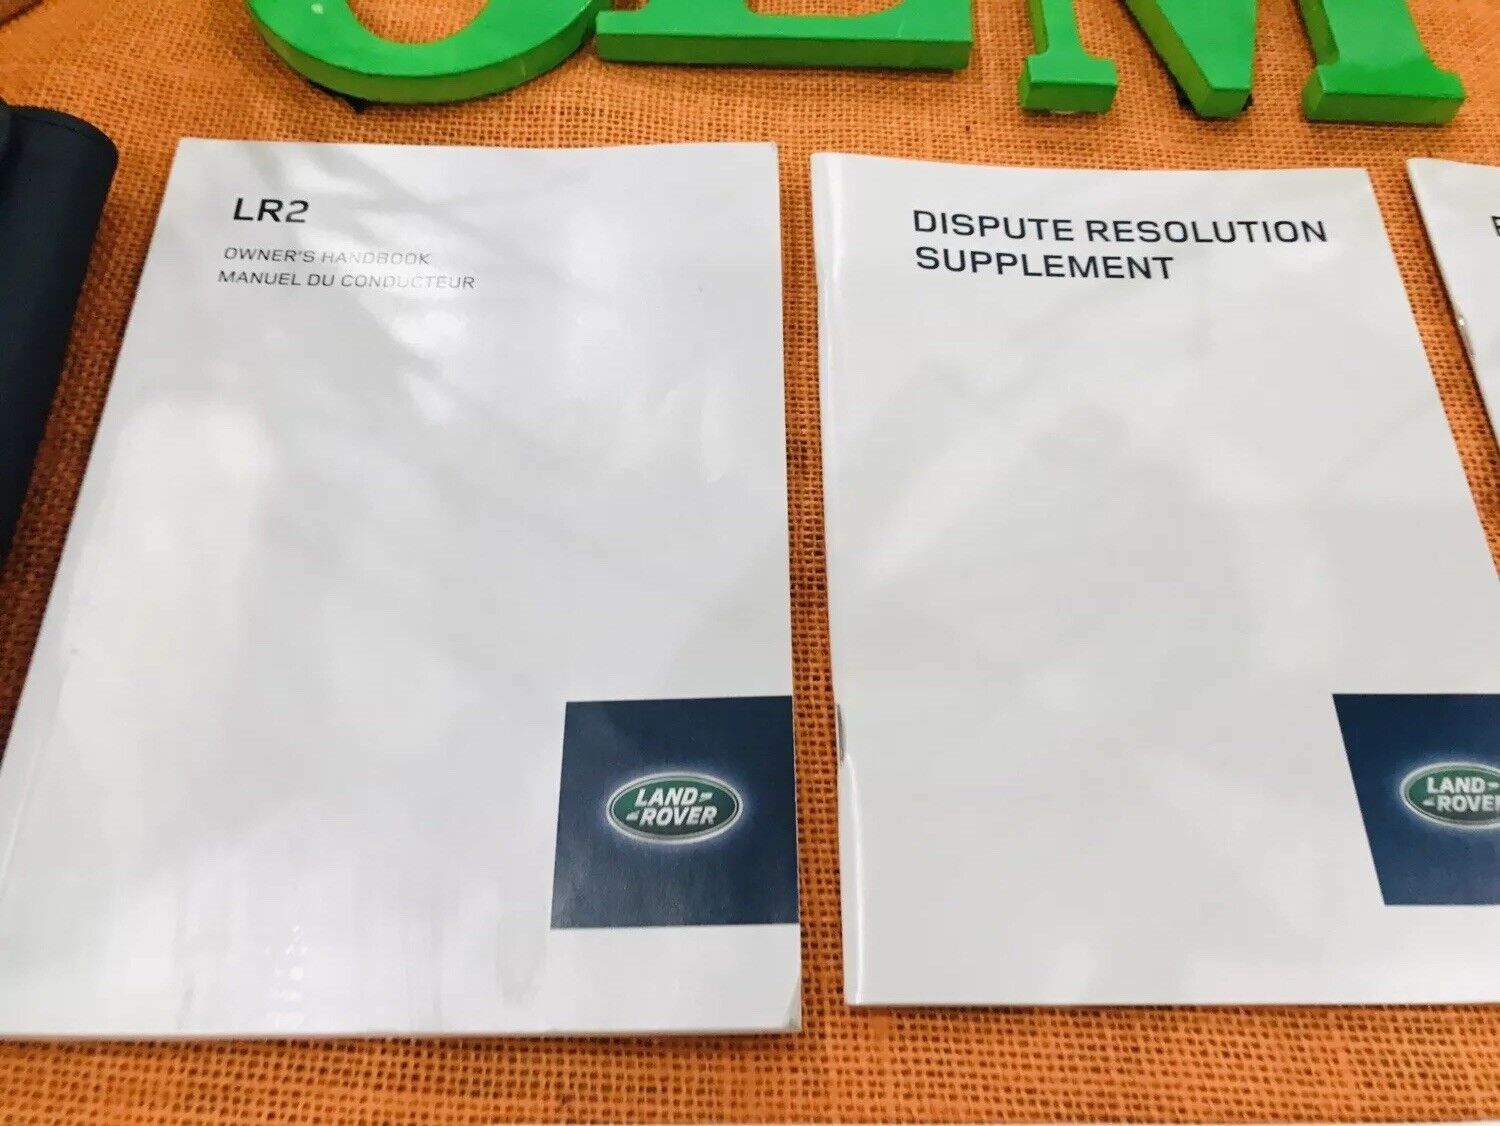 LR2
OWNER'S HANDBOOK
MANUEL DU CONDUCTEUR
LAND
ROVER
DISPUTE RESOLUTION
SUPPLEMENT
LAND
ROVER